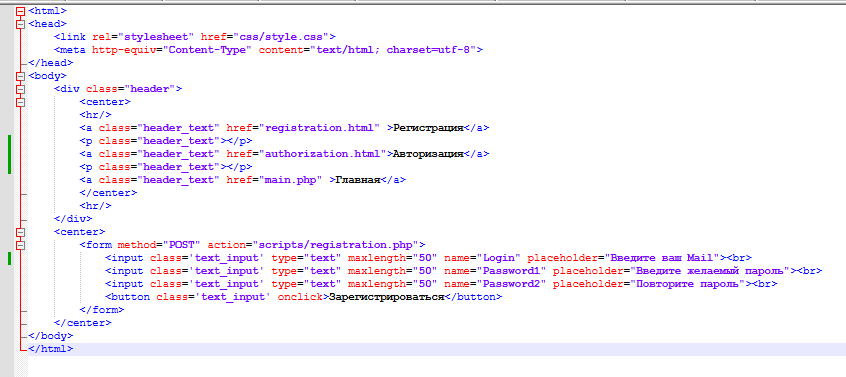 <html>
<head>
<link rel="stylesheet" href="css/style.css">
<meta http-equiv="Content-Type" content="text/html; charset=utf-8">
</head>
<body>
<div class="header">
<center>
<hr/>
<a class="header_text" href="registration.html" >Регистрация</a>
<p class="header_text"></p>
<a class="header_text" href="authorization.html">Авторизация</a>
<p class="header_text"></p>
<a class="header_text" href="main.php" >Главная</a>
</center>
<hr/>
</div>
<center>
<form method="POST" action="scripts/registration.php">
<input class='text_input' type="text" maxlength="50" name="Login" placeholder="Введите ваш Mail"><br>
<input class='text_input' type="text" maxlength="50" name="Password1" placeholder="Введите желаемый пароль"><br>
<input class='text_input' type="text" maxlength="50" name="Password2" placeholder="Повторите пароль"><br>
<button class='text_input' onclick>Зарегистрироваться</button>
</form>
</center>
</body>
</html>